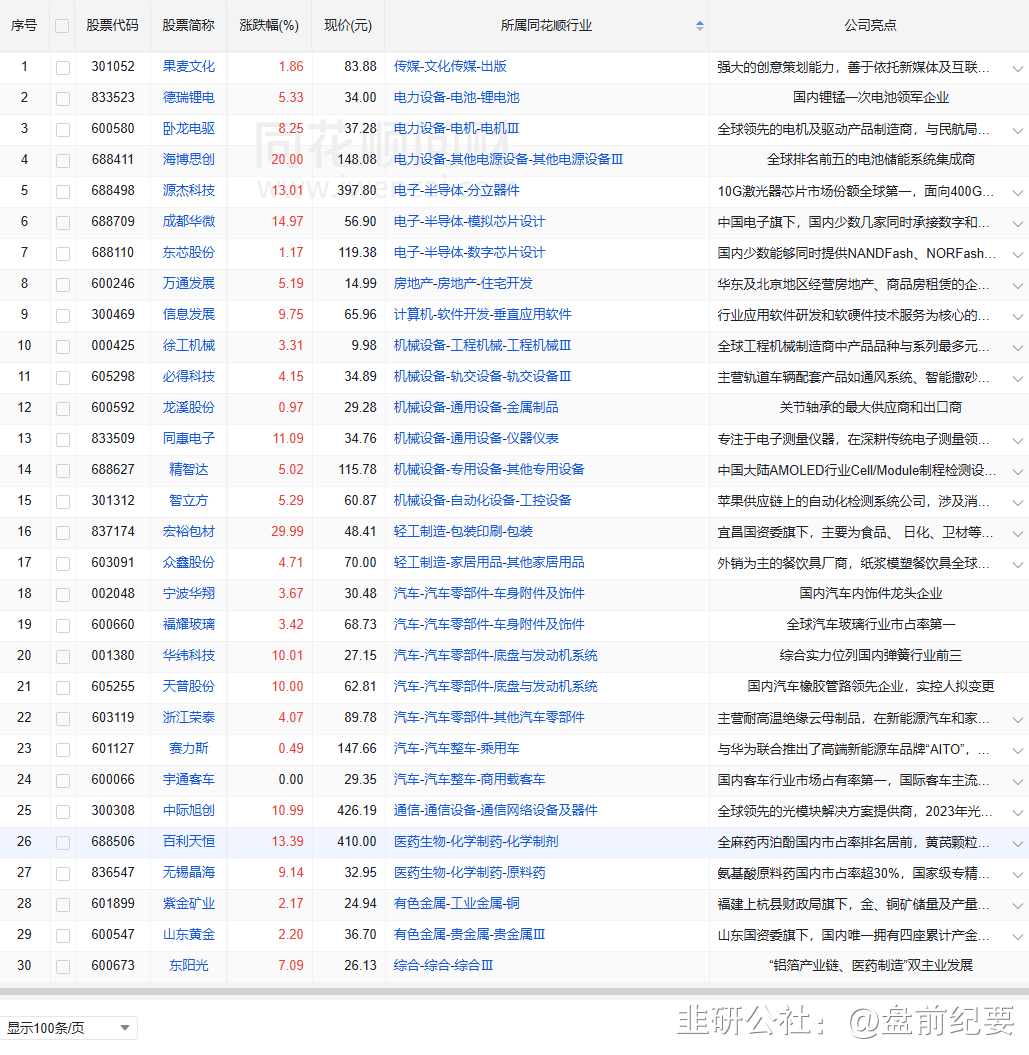 序号 股票代码 股票简称 涨跌幅(%) 现价(元) 所属同花顺行业 公司亮点
1 301052 果麦文化 1.86 83.88 传媒-文化传媒-出版 强大的创意策划能力，善于依托新媒体及互联...
2 833523 德瑞锂电 5.33 34.00 电力设备-电池-锂电池 国内锂锰一次电池领军企业
3 600580 卧龙电驱 8.25 37.28 电力设备-电机-电机Ⅲ 全球领先的电机及驱动产品制造商，与民航局...
4 688411 海博思创 20.00 148.08 电力设备-其他电源设备-其他电源设备Ⅲ 全球排名前五的电池储能系统集成商
5 688498 源杰科技 13.01 397.80 电子-半导体-分立器件 10G激光器芯片市场份额全球第一，面向400G...
6 688709 成都华微 14.97 56.90 电子-半导体-模拟芯片设计 中国电子旗下，国内少数几家同时承接数字和...
7 688110 东芯股份 1.17 119.38 电子-半导体-数字芯片设计 国内少数能够同时提供NANDFash、NORFash...
8 600246 万通发展 5.19 14.99 房地产-房地产-住宅开发 华东及北京地区经营房地产、商品房租赁的企...
9 300469 信息发展 9.75 65.96 计算机-软件开发-垂直应用软件 行业应用软件研发和软硬件技术服务为核心的...
10 000425 徐工机械 3.31 9.98 机械设备-工程机械-工程机械Ⅲ 全球工程机械制造商中产品品种与系列最多元...
11 605298 必得科技 4.15 34.89 机械设备-轨交设备-轨交设备Ⅲ 主营轨道车辆配套产品如通风系统、智能撒砂...
12 600592 龙溪股份 0.97 29.28 机械设备-通用设备-金属制品 关节轴承的最大供应商和出口商
13 833509 同惠电子 11.09 34.76 机械设备-通用设备-仪器仪表 专注于电子测量仪器，在深耕传统电子测量领...
14 688627 精智达 5.02 115.78 机械设备-专用设备-其他专用设备 中国大陆AMOLED行业Cell/Module制程检测设...
15 301312 智立方 5.29 60.87 机械设备-自动化设备-工控设备 苹果供应链上的自动化检测系统公司，涉及消...
16 837174 宏裕包材 29.99 48.41 轻工制造-包装印刷-包装 宜昌国资委旗下，主要为食品、 日化、卫材等...
17 603091 众鑫股份 4.71 70.00 轻工制造-家居用品-其他家居用品 外销为主的餐饮具厂商，纸浆模塑餐饮具全球...
18 002048 宁波华翔 3.67 30.48 汽车-汽车零部件-车身附件及饰件 国内汽车内饰件龙头企业
19 600660 福耀玻璃 3.42 68.73 汽车-汽车零部件-车身附件及饰件 全球汽车玻璃行业市占率第一
20 001380 华纬科技 10.01 27.15 汽车-汽车零部件-底盘与发动机系统 综合实力位列国内弹簧行业前三
21 605255 天普股份 10.00 62.81 汽车-汽车零部件-底盘与发动机系统 国内汽车橡胶管路领先企业，实控人拟变更
22 603119 浙江荣泰 4.07 89.78 汽车-汽车零部件-其他汽车零部件 主营耐高温绝缘云母制品，在新能源汽车和家...
23 601127 赛力斯 0.49 147.66 汽车-汽车整车-乘用车 与华为联合推出了高端新能源车品牌“AITO”，...
24 600066 宇通客车 0.00 29.35 汽车-汽车整车-商用载客车 国内客车行业市场占有率第一，国际客车主流...
25 300308 中际旭创 10.99 426.19 通信-通信设备-通信网络设备及器件 全球领先的光模块解决方案提供商，2023年光...
26 688506 百利天恒 13.39 410.00 医药生物-化学制药-化学制剂 全麻药丙泊酚国内市占率排名居前，黄芪颗粒...
27 836547 无锡晶海 9.14 32.95 医药生物-化学制药-原料药 氨基酸原料药国内市占率超30%，国家级专精...
28 601899 紫金矿业 2.17 24.94 有色金属-工业金属-铜 福建上杭县财政局旗下，金、铜矿储量及产量...
29 600547 山东黄金 2.20 36.70 有色金属-贵金属-贵金属Ⅲ 山东国资委旗下，国内唯一拥有四座累计产金...
30 600673 东阳光 7.09 26.13 综合-综合-综合Ⅲ “铝箔产业链、医药制造”双主业发展
显示100条/页
韭研公社：@盘前纪要